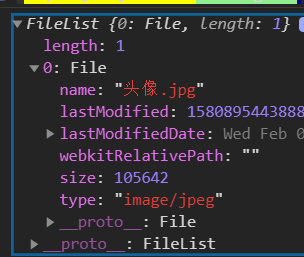 FileList {0: File, length: 1}
length: 1
0: File
name: "头像.jpg"
lastModified: 1580895443888
lastModifiedDate: Wed Feb 0
webkitRelativePath: ""
size: 105642
type: "image/jpeg"
__proto__: File
__proto__: FileList